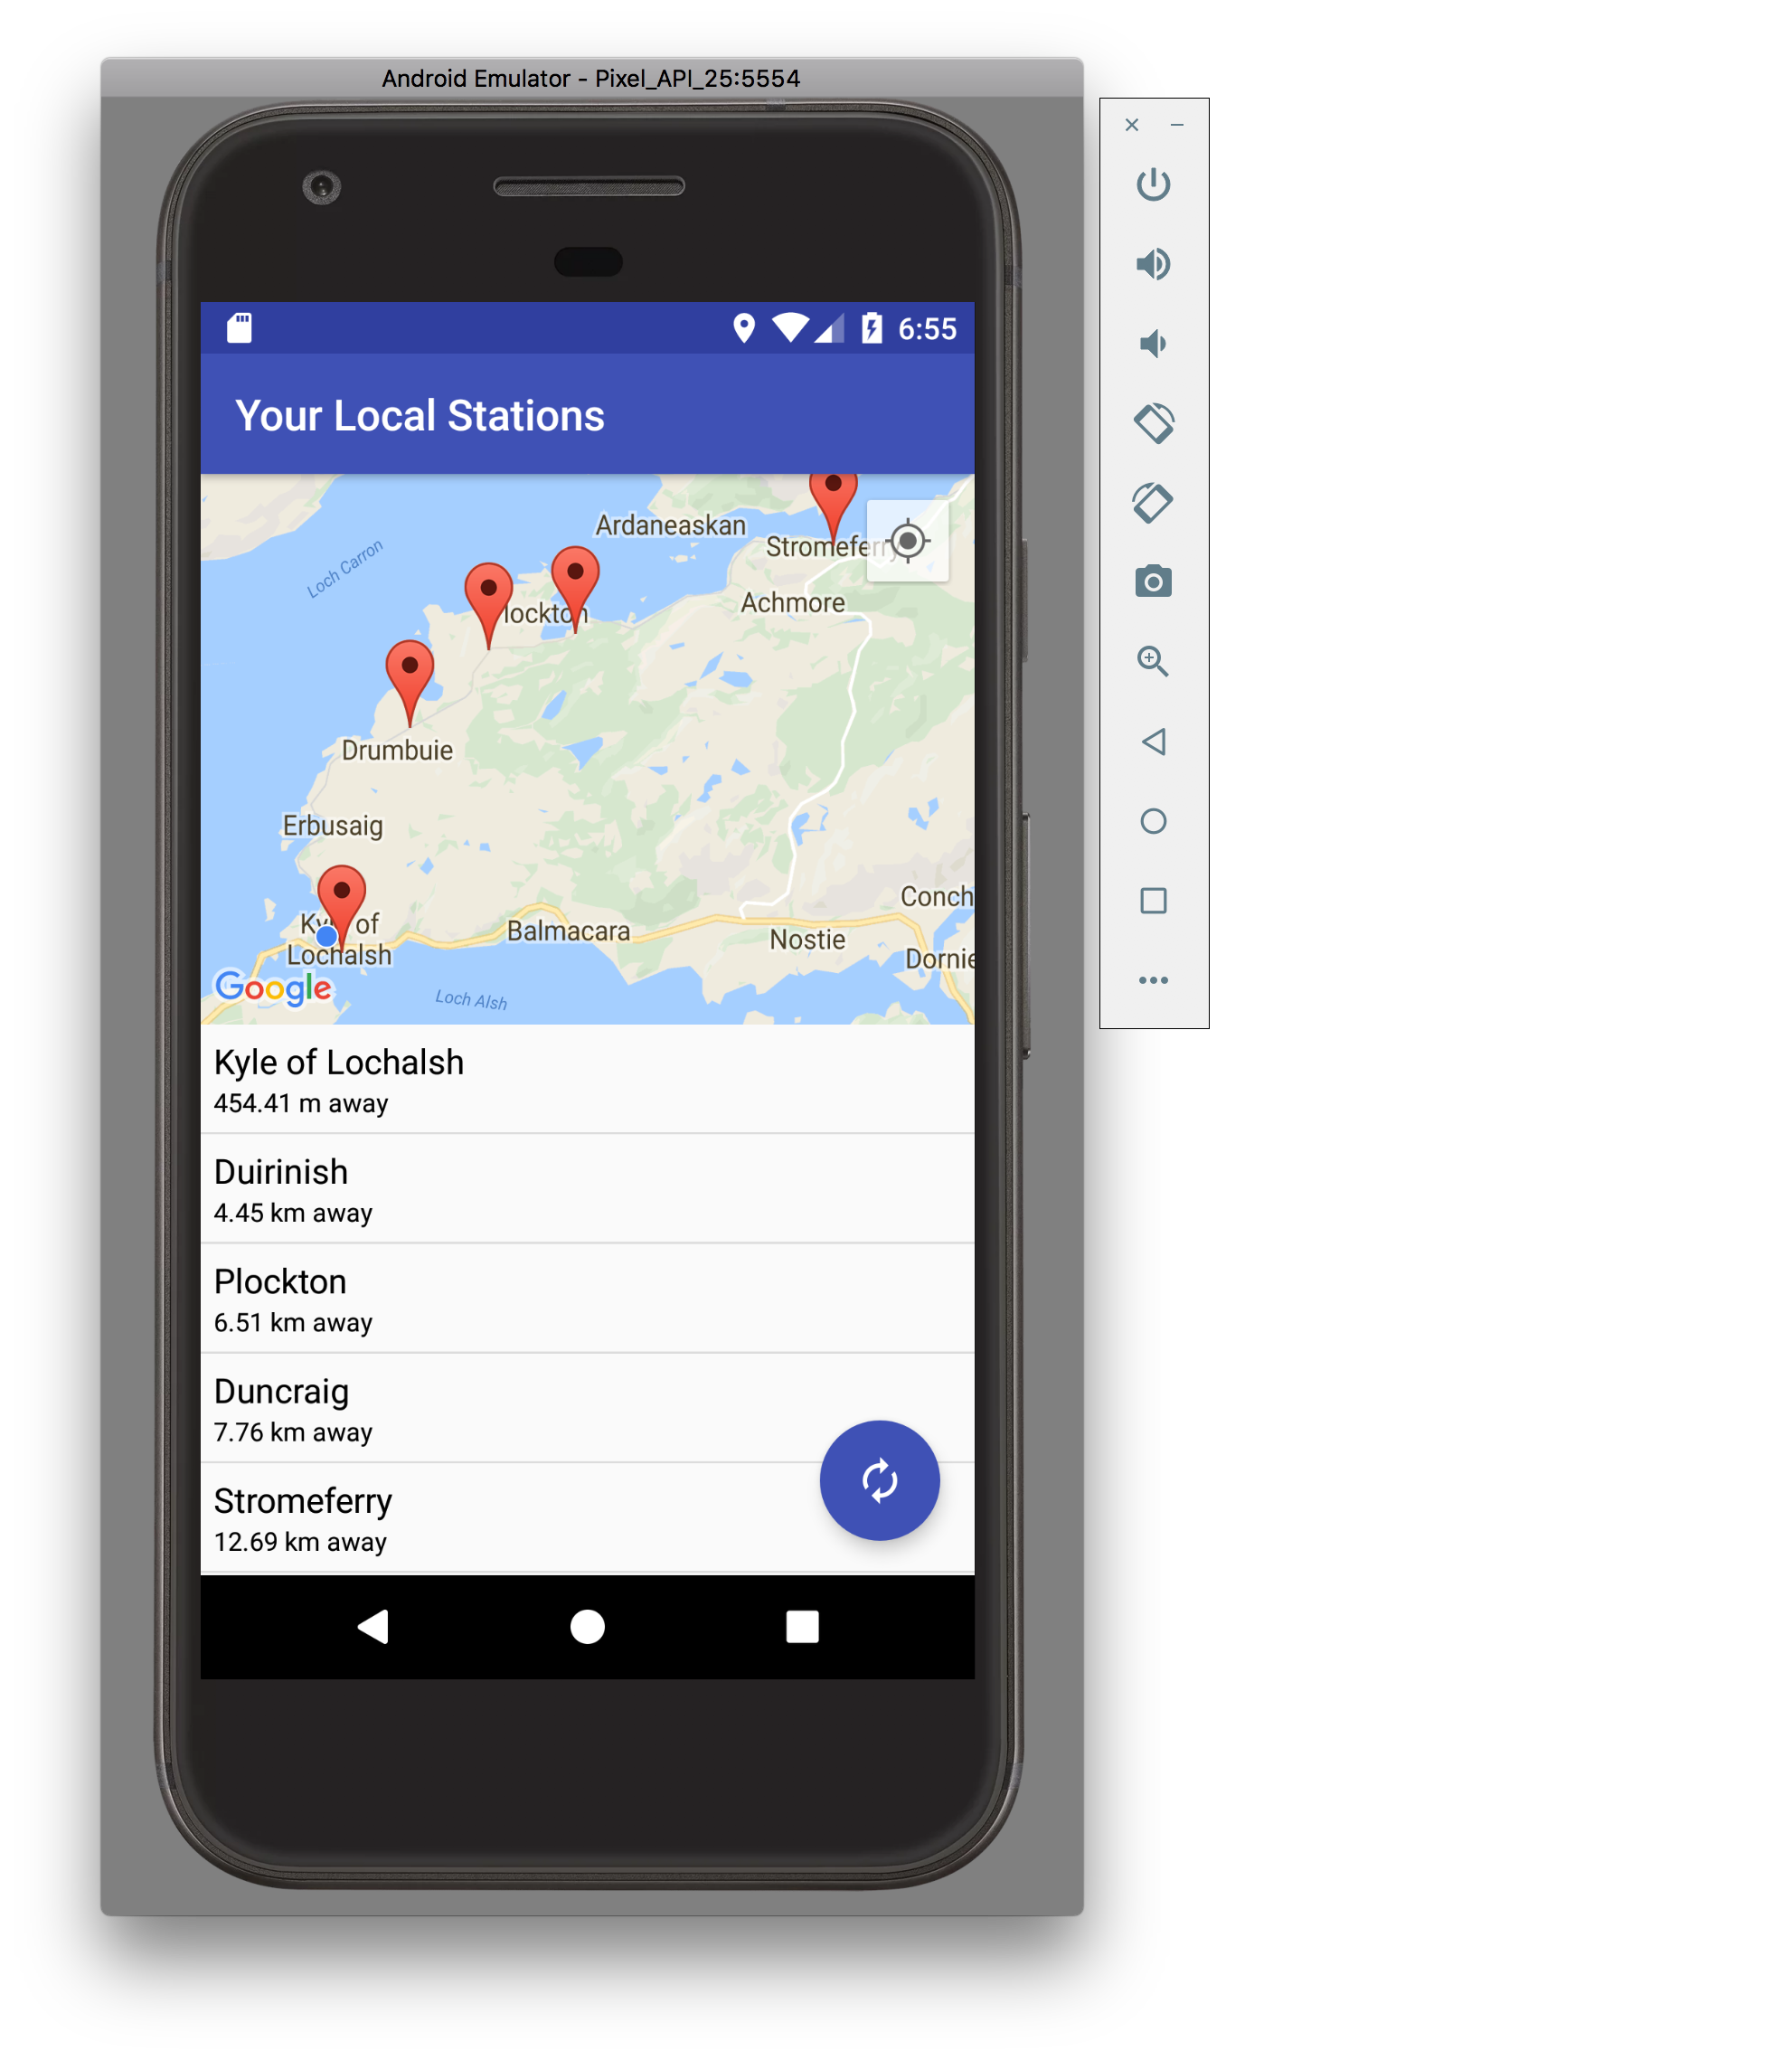 Android Emulator - Pixel_API_25:5554
6:55
Your Local Stations
Loch Carron
Ardaneaskan
Stromeferry
Achmore
lockton
Drumbuie
Erbusaig
Kyle of
Lochalsh
Balmacara
Nostie
Conch
Dornie
Google
Loch Alsh
Kyle of Lochalsh
454.41 m away
Duirinish
4.45 km away
Plockton
6.51 km away
Duncraig
7.76 km away
Stromeferry
12.69 km away